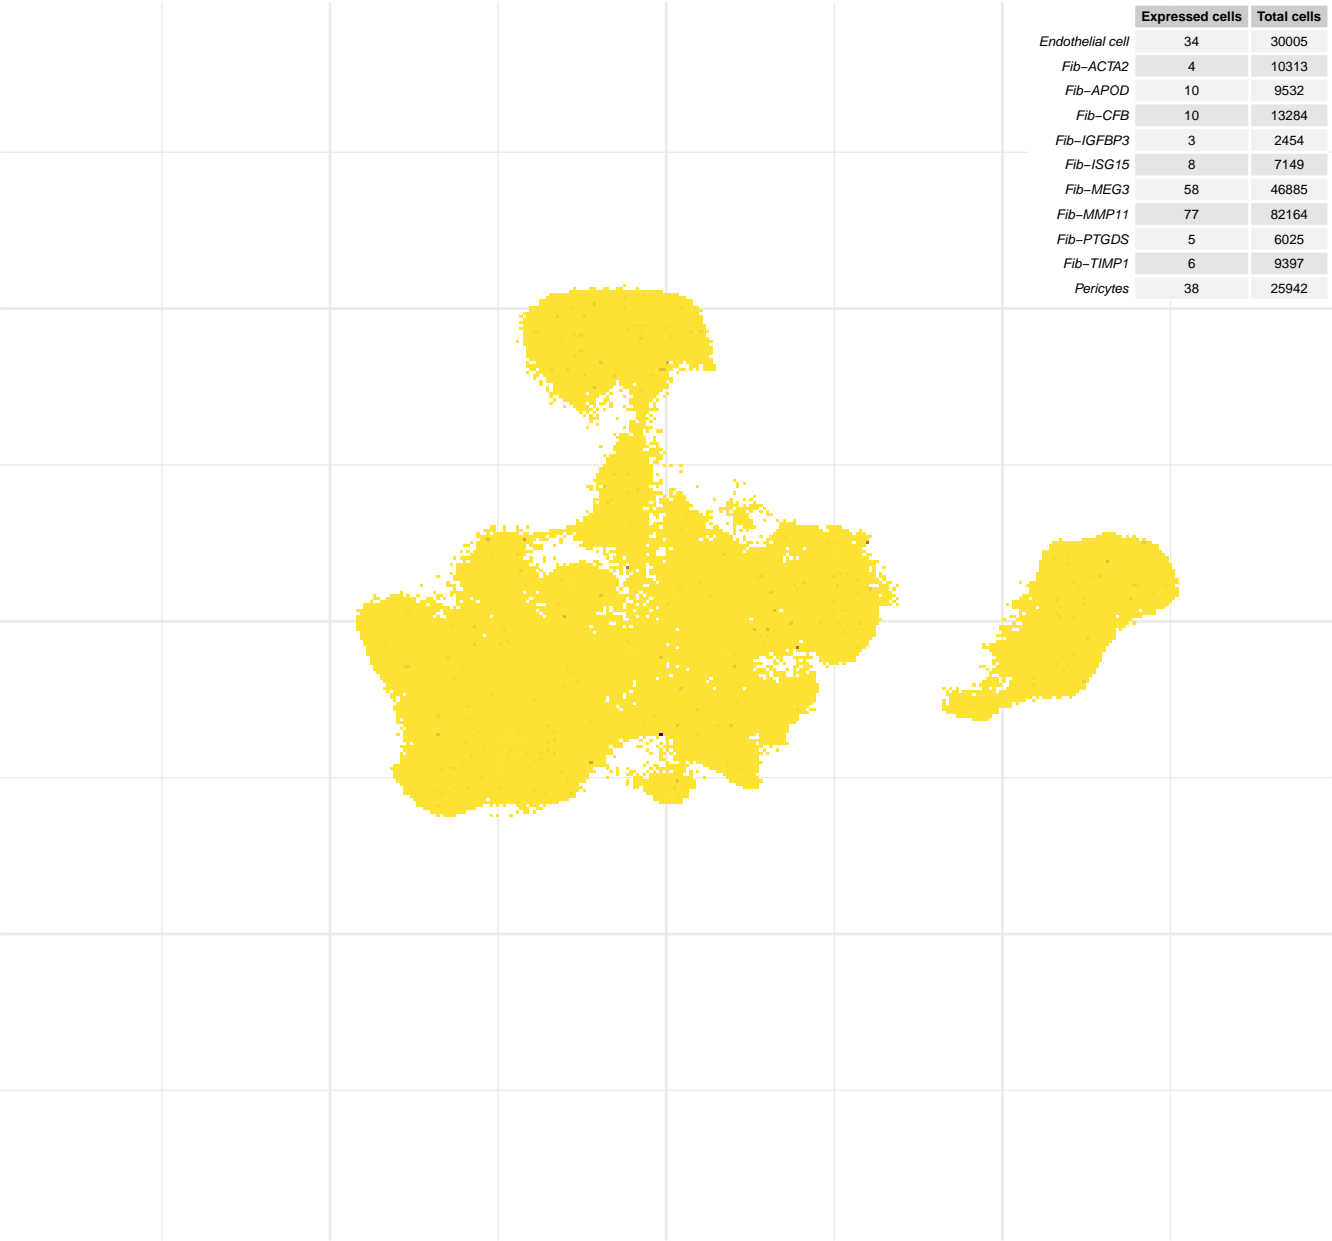 Expressed cells Total cells
Endothelial cell 34 30005
Fib−ACTA2 4 10313
Fib−APOD 10 9532
Fib−CFB 10 13284
Fib−IGFBP3 3 2454
Fib−ISG15 8 7149
Fib−MEG3 58 46885
Fib−MMP11 77 82164
Fib−PTGDS 5 6025
Fib−TIMP1 6 9397
Pericytes 38 25942